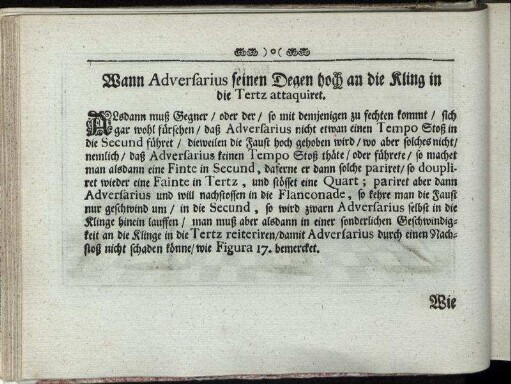 ) o (
Wann Adversarius seinen Degen hoch an die Kling in
die Tertz attaquiret.
ALsdann muß Gegner / oder der / so mit demjenigen zu fechten kommt / sich
gar wohl fürsehen / daß Adversarius nicht etwan einen Tempo Stoß in
die Secund führet / dieweilen die Faust hoch gehoben wird / wo aber solches nicht /
nemlich / daß Adversarius keinen Tempo Stoß thäte / oder führete / so machet
man alsdann eine Finte in Secund, daferne er dann solche pariret / so doupli-
ret wieder eine Fainte in Tertz, und stösset eine Quart; pariret aber dann
Adversarius und will nachstossen in die Flanconade, so kehre man die Faust
nur geschwind um / in die Secund, so wird zwarn Adversarius selbst in die
Klinge hinein lauffen / man muß aber alsdann in einer sonderlichen Geschwindig-
keit an die Klinge in die Tertz reiteriren / damit Adversarius durch einen Nach-
stoß nicht schaden könne / wie Figura 17. bemercket.
Wie